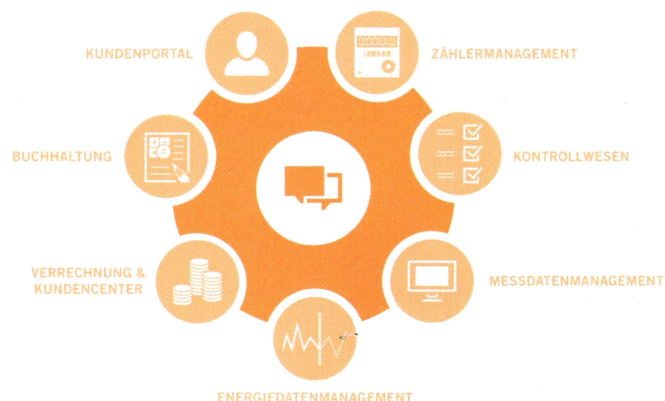 KUNDENPORTAL
ZÄHLERMANAGEMENT
BUCHHALTUNG
KONTROLLWESEN
VERRECHNUNG &
KUNDENCENTER
MESSDATENMANAGEMENT
ENERGIEDATENMANAGEMENT